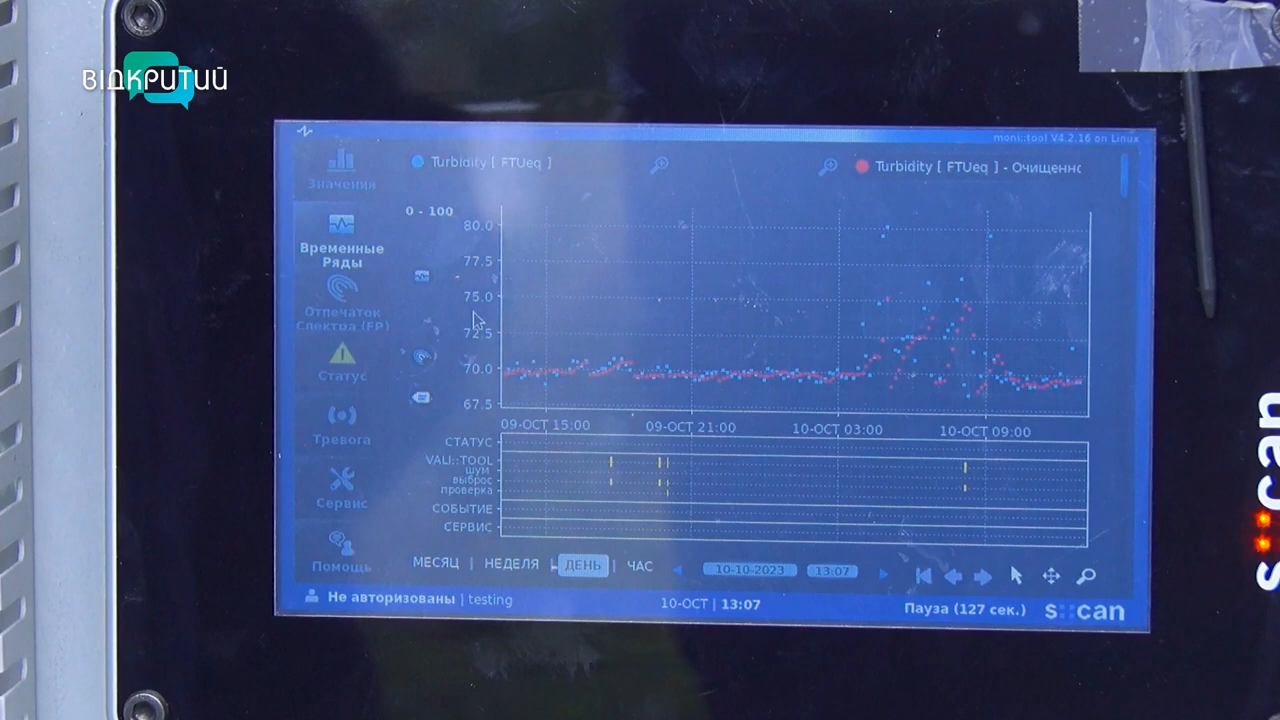 ВІДКРИТИЙ
moni::tool V4.2.16 on Linux
Значения
Turbidity [ FTUeq ]
Turbidity [ FTUeq ] - Очищенно
0 - 100
80.0
77.5
75.0
72.5
70.0
67.5
Временные
Ряды
Отпечаток
Спектра (FP)
Статус
Тревога
Сервис
Помощь
09-OCT 15:00
09-OCT 21:00
10-OCT 03:00
10-OCT 09:00
СТАТУС
VALI::TOOL
шум
выброс
проверка
СОБЫТИЕ
СЕРВИС
МЕСЯЦ | НЕДЕЛЯ | ДЕНЬ | ЧАС
10-10-2023
13:07
Не авторизованы | testing
10-OCT | 13:07
Пауза (127 сек.)
s::can
s::can